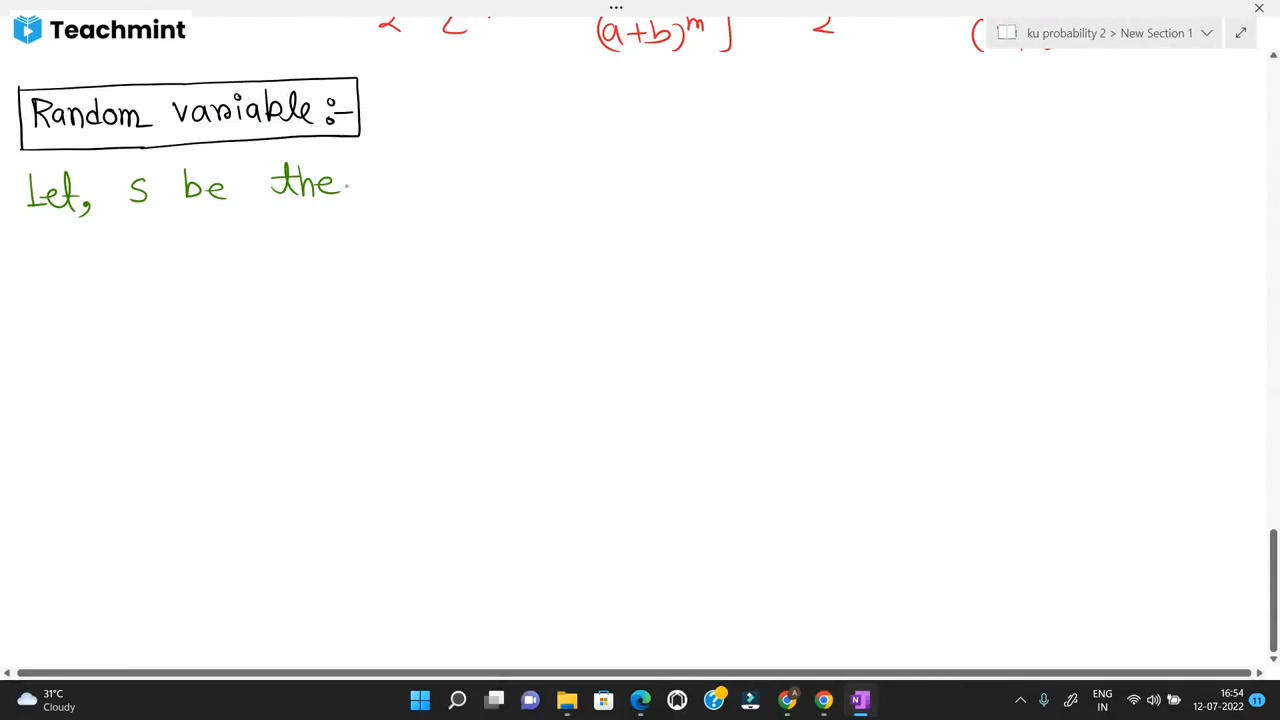 ...
Teachmint
(a+b)^m ]
ku probability 2 > New Section 1
Random variable :-
Let, s be the
31°C
Cloudy
ENG
IN
16:54
12-07-2022